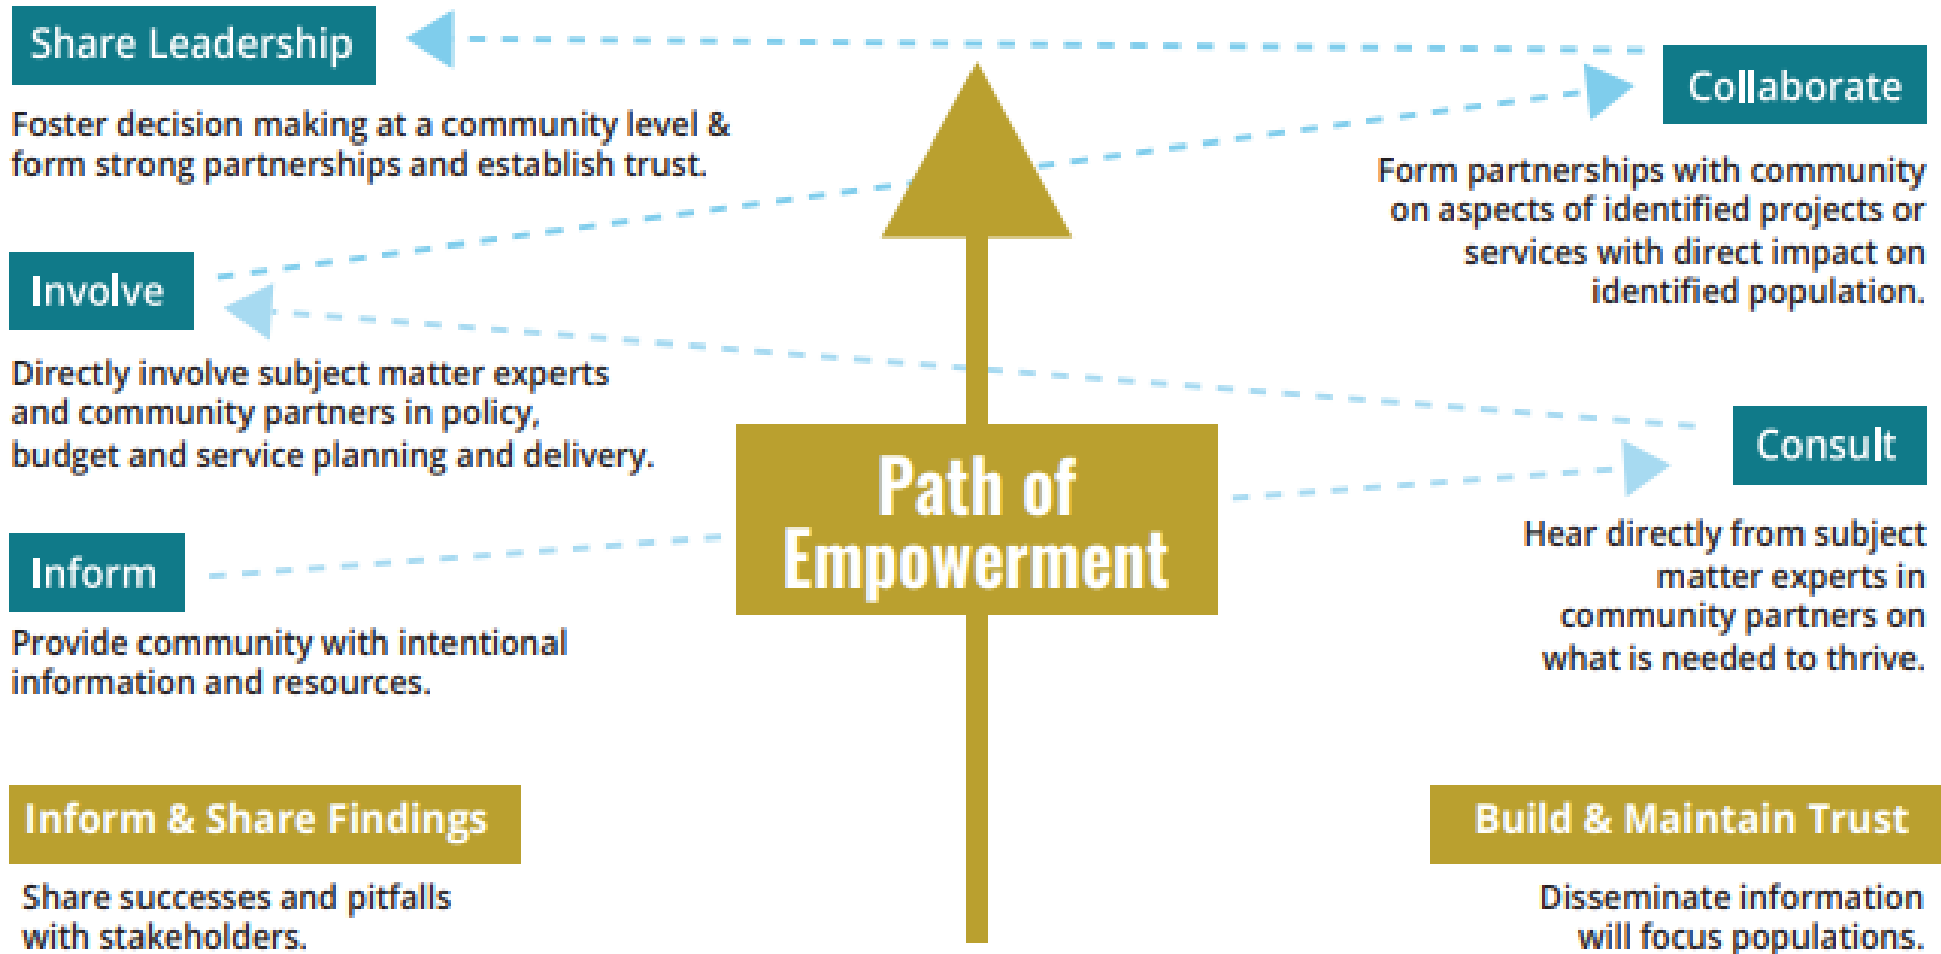 Share Leadership
Foster decision making at a community level &
form strong partnerships and establish trust.
Collaborate
Form partnerships with community
on aspects of identified projects or
services with direct impact on
identified population.
Involve
Directly involve subject matter experts
and community partners in policy,
budget and service planning and delivery.
Path of
Empowerment
Consult
Hear directly from subject
matter experts in
community partners on
what is needed to thrive.
Inform
Provide community with intentional
information and resources.
Inform & Share Findings
Share successes and pitfalls
with stakeholders.
Build & Maintain Trust
Disseminate information
will focus populations.